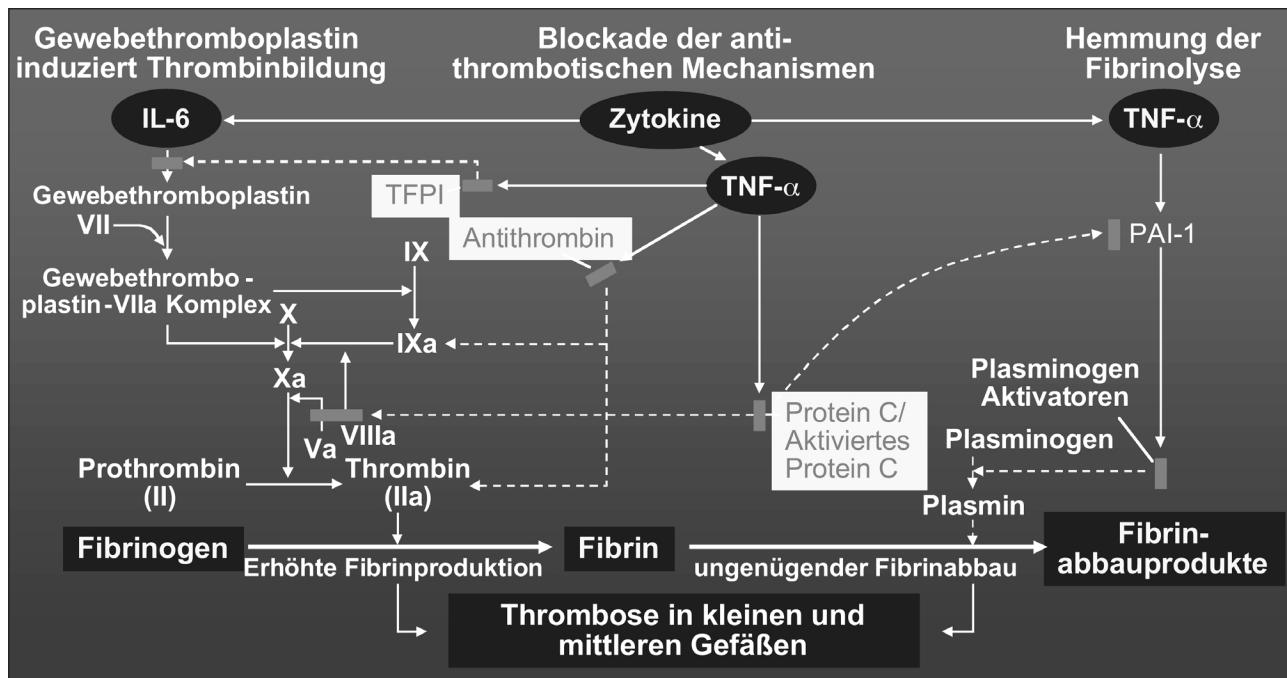 Gewebethromboplastin
induziert Thrombinbildung
Blockade der anti-
thrombotischen Mechanismen
Hemmung der
Fibrinolyse
IL-6
Zytokine
TNF-α
TNF-α
TFPI
Gewebethromboplastin
VII
Antithrombin
PAI-1
IX
Gewebethrombo -
plastin-VIIa Komplex
X
IXa
Xa
Plasminogen
Aktivatoren
VIIIa
Va
Protein C/
Aktiviertes
Protein C
Plasminogen
Prothrombin
(II)
Thrombin
(IIa)
Plasmin
Fibrinogen
Fibrin
Fibrin-
abbauprodukte
Erhöhte Fibrinproduktion
ungenügender Fibrinabbau
Thrombose in kleinen und
mittleren Gefäßen